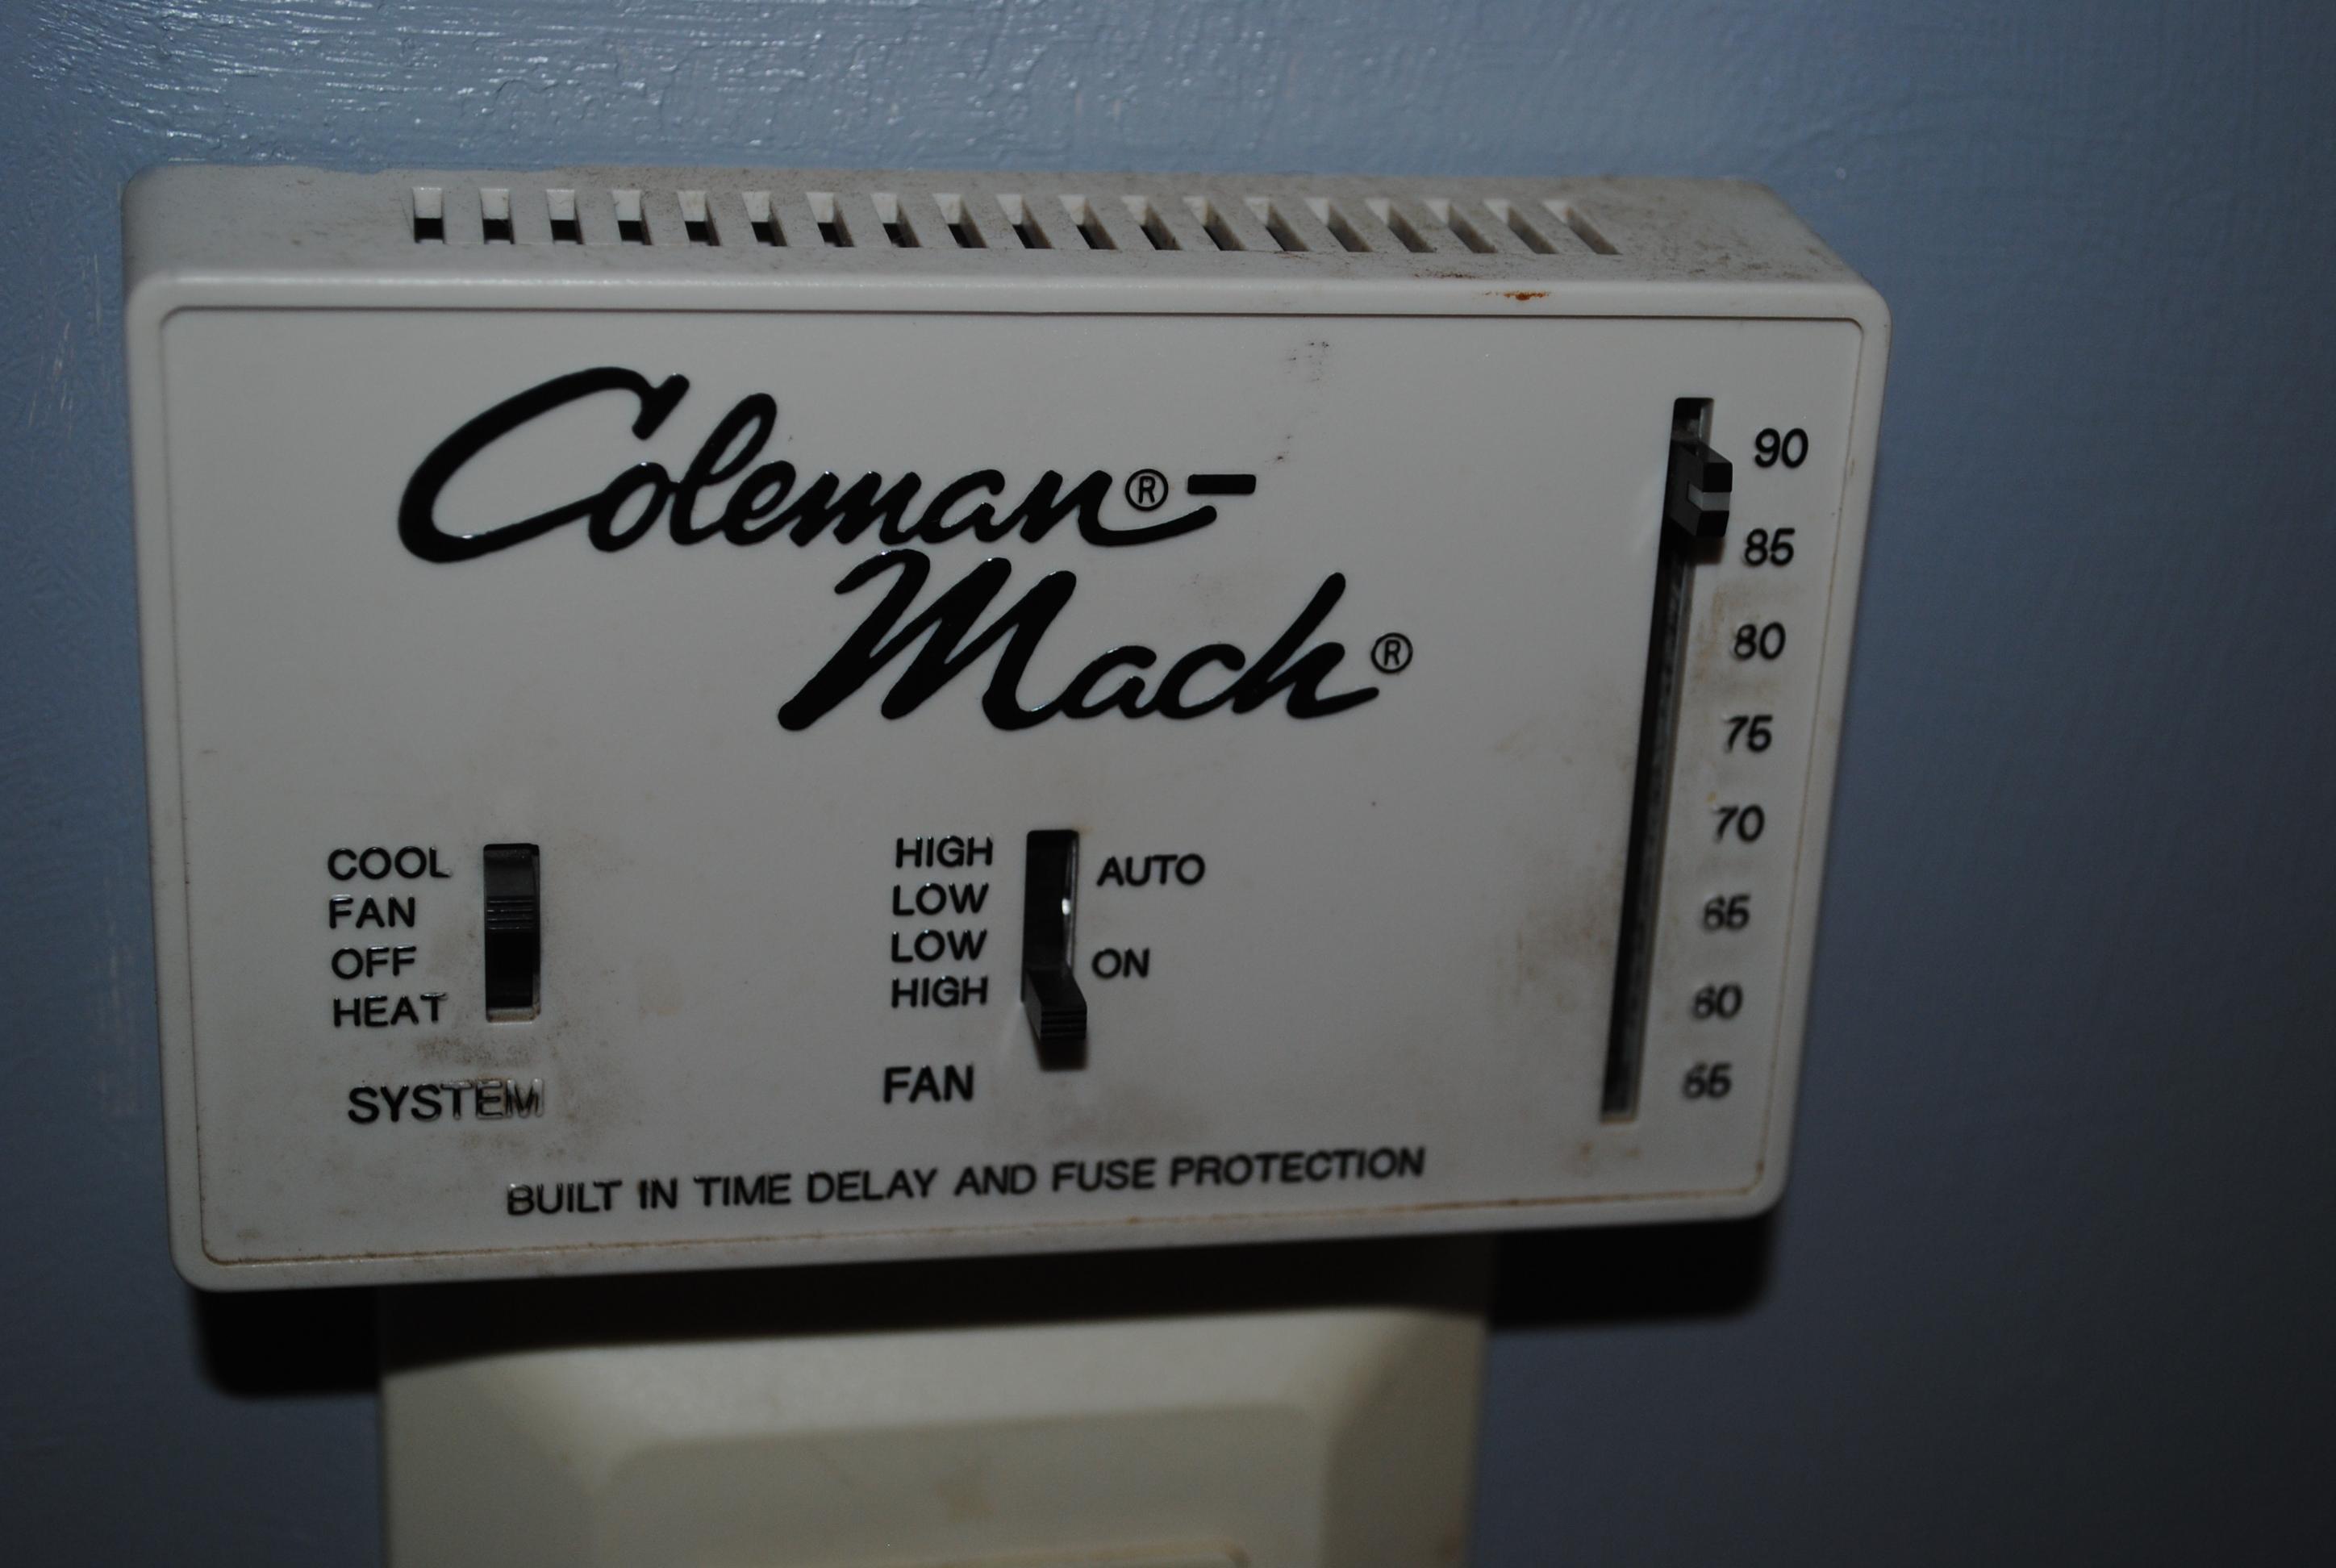 Coleman®-
Mach®
90
85
80
75
70
65
60
55
COOL
FAN
OFF
HEAT
SYSTEM
HIGH
LOW
LOW
HIGH
AUTO
ON
FAN
BUILT IN TIME DELAY AND FUSE PROTECTION